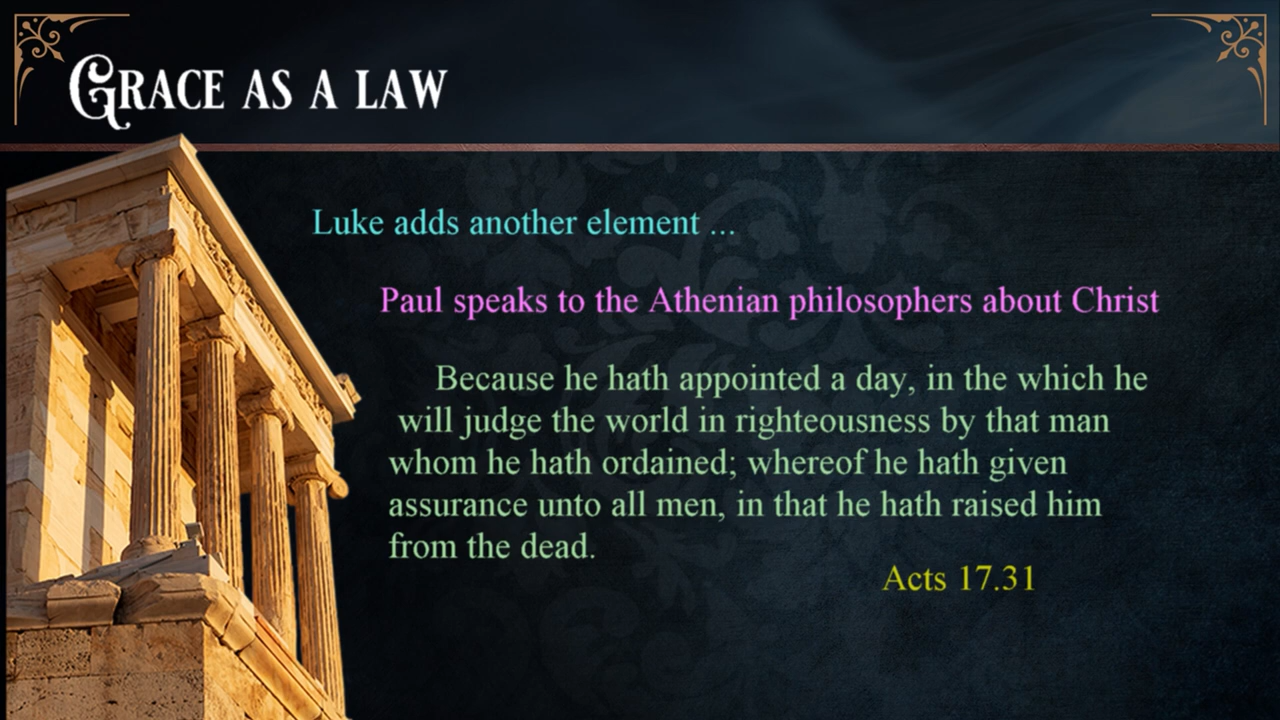 Grace as a law
Luke adds another element ...
Paul speaks to the Athenian philosophers about Christ
Because he hath appointed a day, in the which he
will judge the world in righteousness by that man
whom he hath ordained; whereof he hath given
assurance unto all men, in that he hath raised him
from the dead.
Acts 17.31